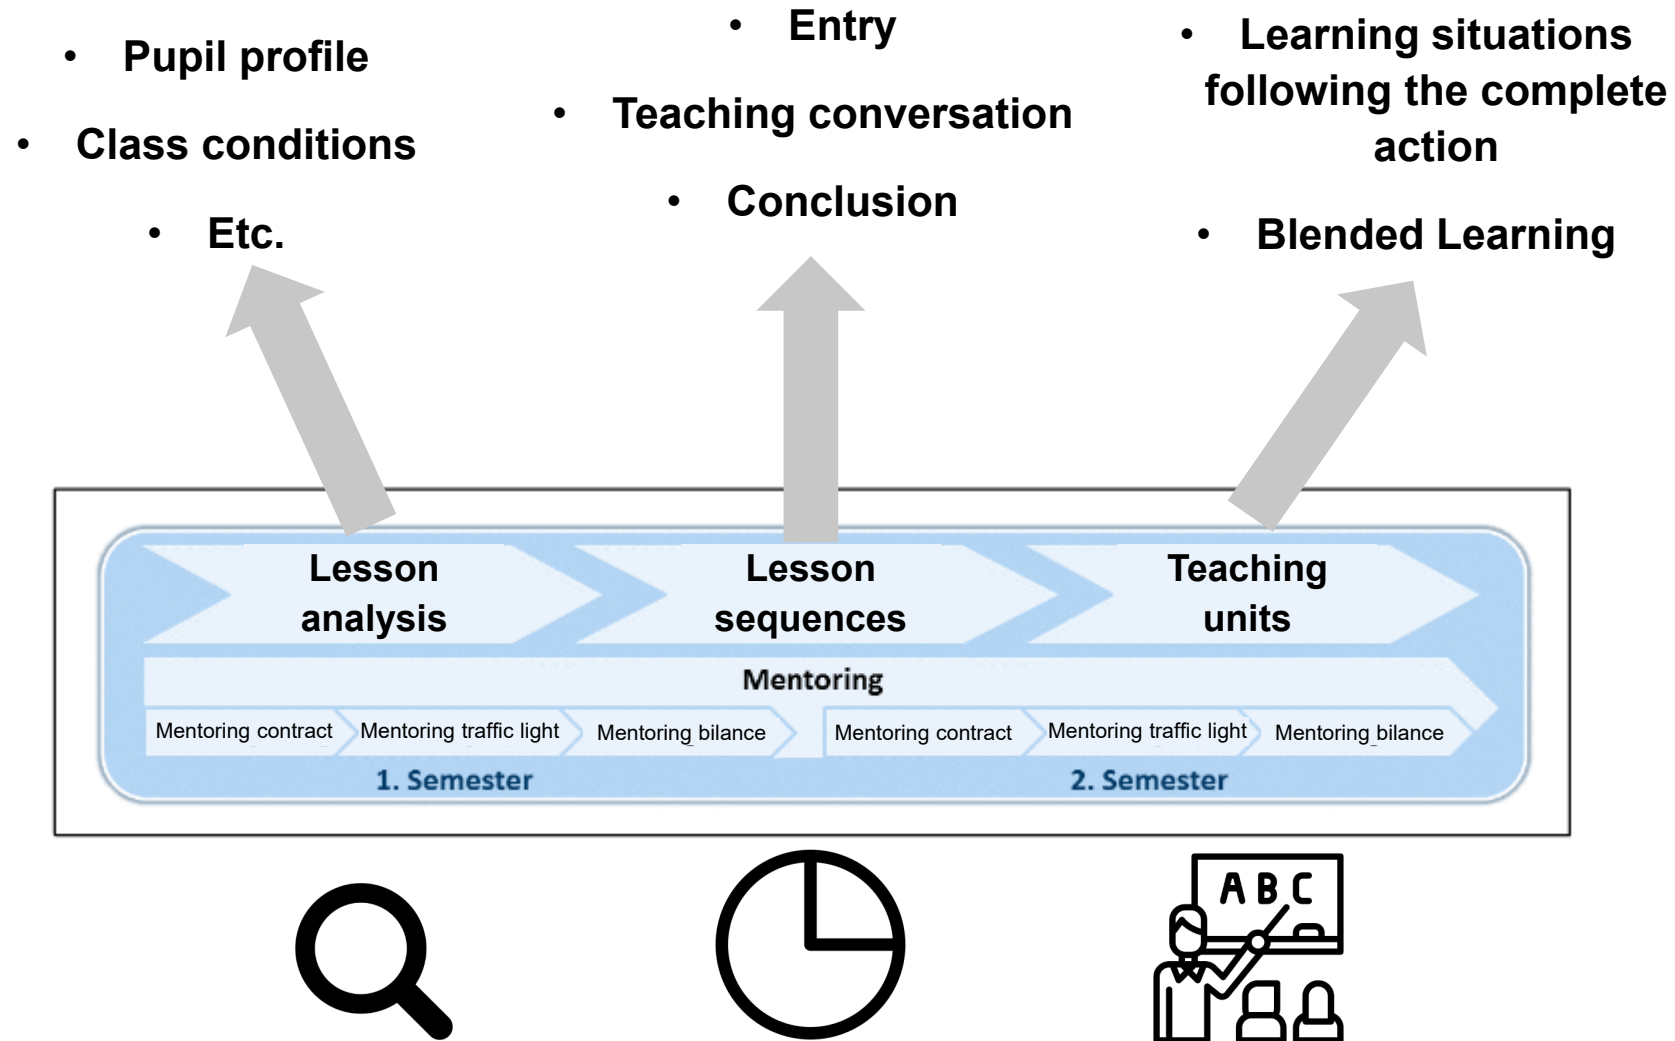 • Pupil profile
• Class conditions
• Etc.
• Entry
• Teaching conversation
• Conclusion
• Learning situations
following the complete
action
• Blended Learning
Lesson
analysis
Lesson
sequences
Teaching
units
Mentoring
Mentoring contract
Mentoring traffic light
Mentoring bilance
Mentoring contract
Mentoring traffic light
Mentoring bilance
1. Semester
2. Semester
A B C